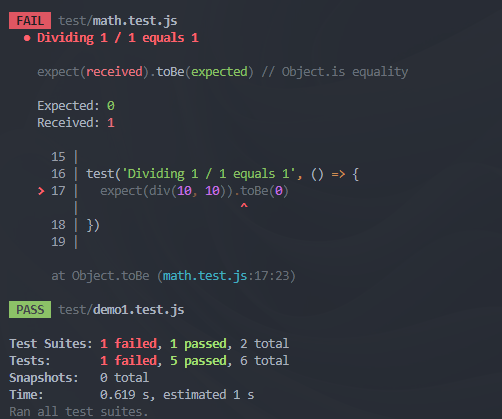 FAIL test/math.test.js
● Dividing 1 / 1 equals 1
expect(received).toBe(expected) // Object.is equality
Expected: 0
Received: 1
15 |
16 | test('Dividing 1 / 1 equals 1', () => {
> 17 |   expect(div(10, 10)).toBe(0)
|                       ^
18 | })
19 |
at Object.toBe (math.test.js:17:23)
PASS test/demo1.test.js
Test Suites: 1 failed, 1 passed, 2 total
Tests:       1 failed, 5 passed, 6 total
Snapshots:   0 total
Time:        0.619 s, estimated 1 s
Ran all test suites.